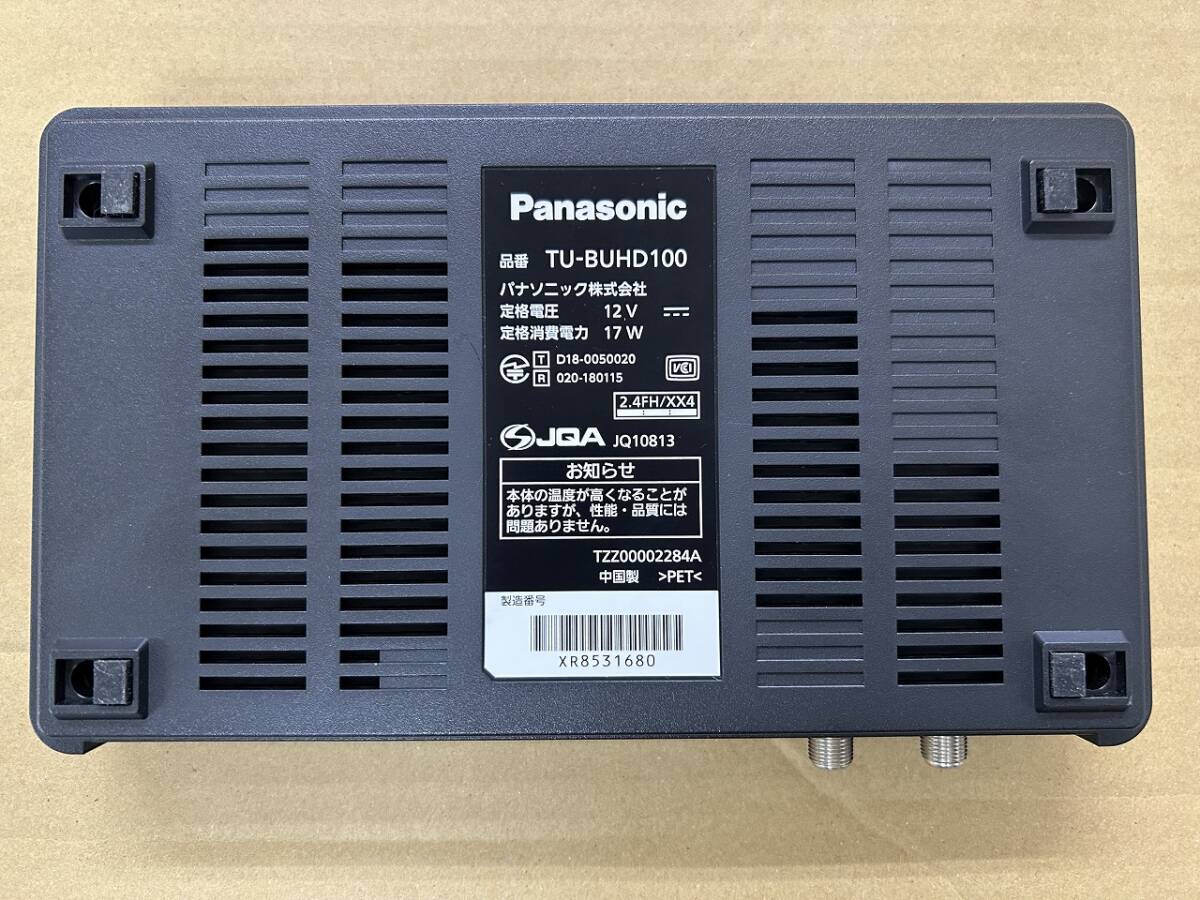 Panasonic
品番 TU-BUHD100
パナソニック株式会社
定格電圧 12 V
定格消費電力 17 W
T D18-0050020
R 020-180115
VCI
2.4FH/XX4
JQA JQ10813
お知らせ
本体の温度が高くなることが
ありますが、性能・品質には
問題ありません。
TZZ00002284A
中国製 >PET<
製造番号
XR8531680